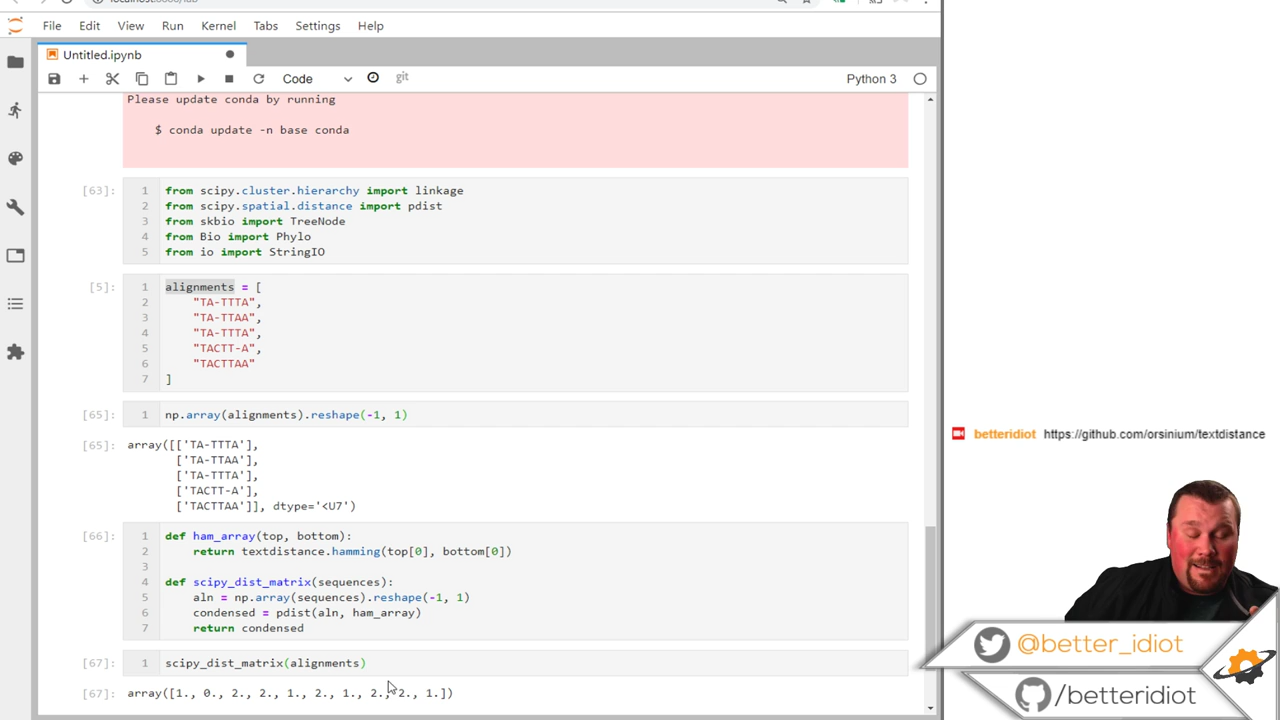 File Edit View Run Kernel Tabs Settings Help
Untitled.ipynb
Code
git
Python 3
Please update conda by running
$ conda update -n base conda
[63]:
1 from scipy.cluster.hierarchy import linkage
2 from scipy.spatial.distance import pdist
3 from skbio import TreeNode
4 from Bio import Phylo
5 from io import StringIO
[5]:
1 alignments = [
2 "TA-TTTA",
3 "TA-TTAA",
4 "TA-TTTA",
5 "TACTT-A",
6 "TACTTAA"
7 ]
[65]:
1 np.array(alignments).reshape(-1, 1)
[65]:
array([['TA-TTTA'],
['TA-TTAA'],
['TA-TTTA'],
['TACTT-A'],
['TACTTAA']], dtype='<U7')
[66]:
1 def ham_array(top, bottom):
2 return textdistance.hamming(top[0], bottom[0])
3
4 def scipy_dist_matrix(sequences):
5 aln = np.array(sequences).reshape(-1, 1)
6 condensed = pdist(aln, ham_array)
7 return condensed
[67]:
1 scipy_dist_matrix(alignments)
[67]:
array([1., 0., 2., 2., 1., 2., 1., 2., 2., 1.])
betteridiot https://github.com/orsinium/textdistance
@better_idiot
/betteridiot